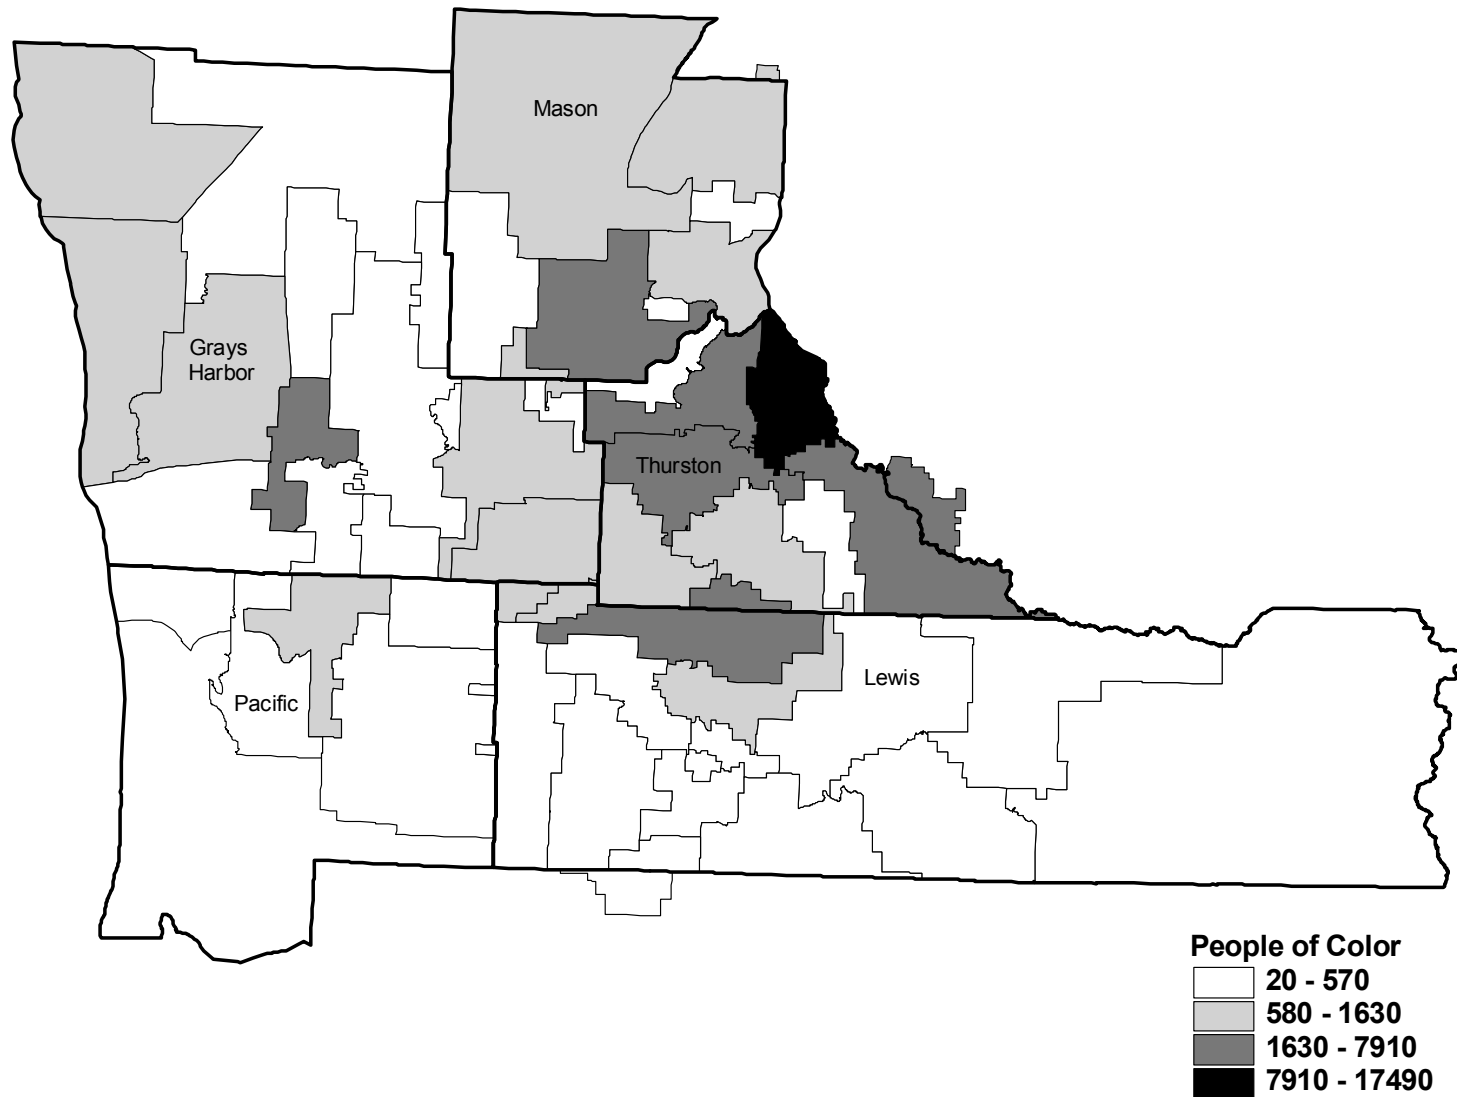 Mason
Grays
Harbor
Thurston
Lewis
Pacific
People of Color
20 - 570
580 - 1630
1630 - 7910
7910 - 17490